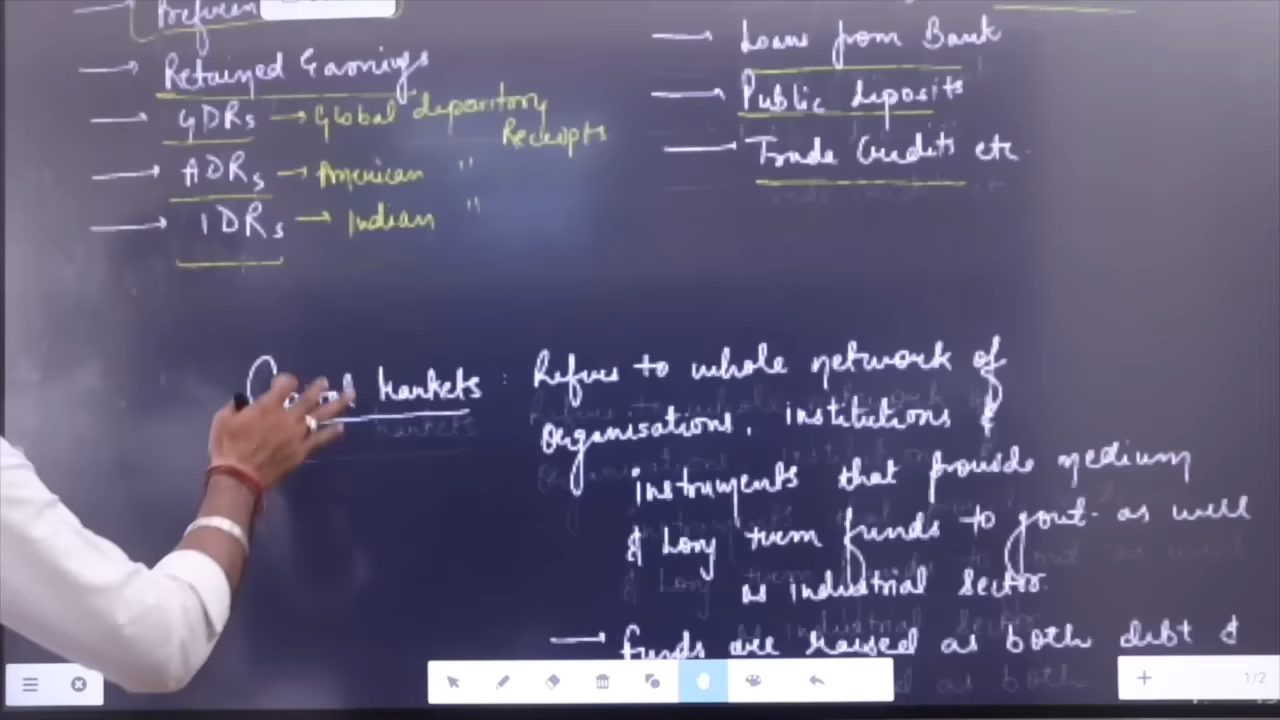 → Retained Earnings
→ GDRs → Global depository Receipts
→ ADRs → American "
→ IDRs → Indian "
→ Loans from Bank
→ Public deposits
→ Trade Credits etc.
Markets : Refers to whole network of
organisations, institutions &
instruments that provide medium
& long term funds to govt. as well
as industrial sector.
→ funds are raised as both debt &
1/2